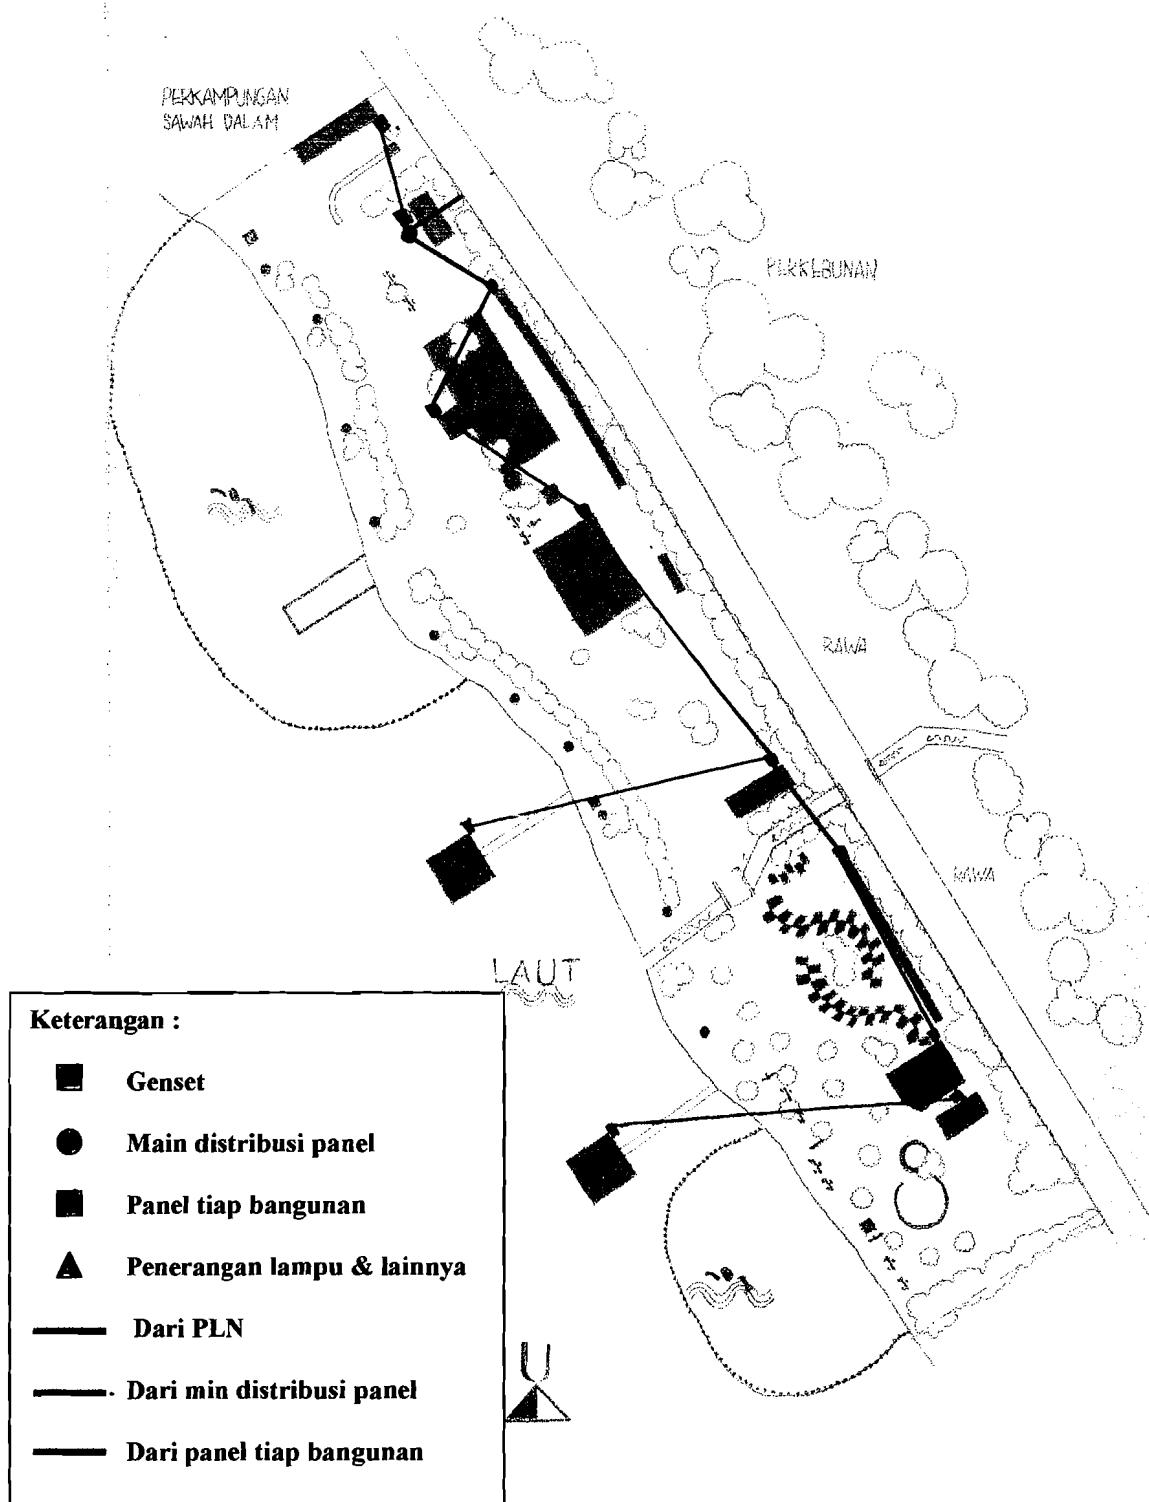 PERKAMPUNGAN
SAWAH DALAM
PERKEBUNAN
RAWA
RAWA
LAUT
Keterangan :
Genset
Main distribusi panel
Panel tiap bangunan
Penerangan lampu & lainnya
Dari PLN
Dari min distribusi panel
Dari panel tiap bangunan
U